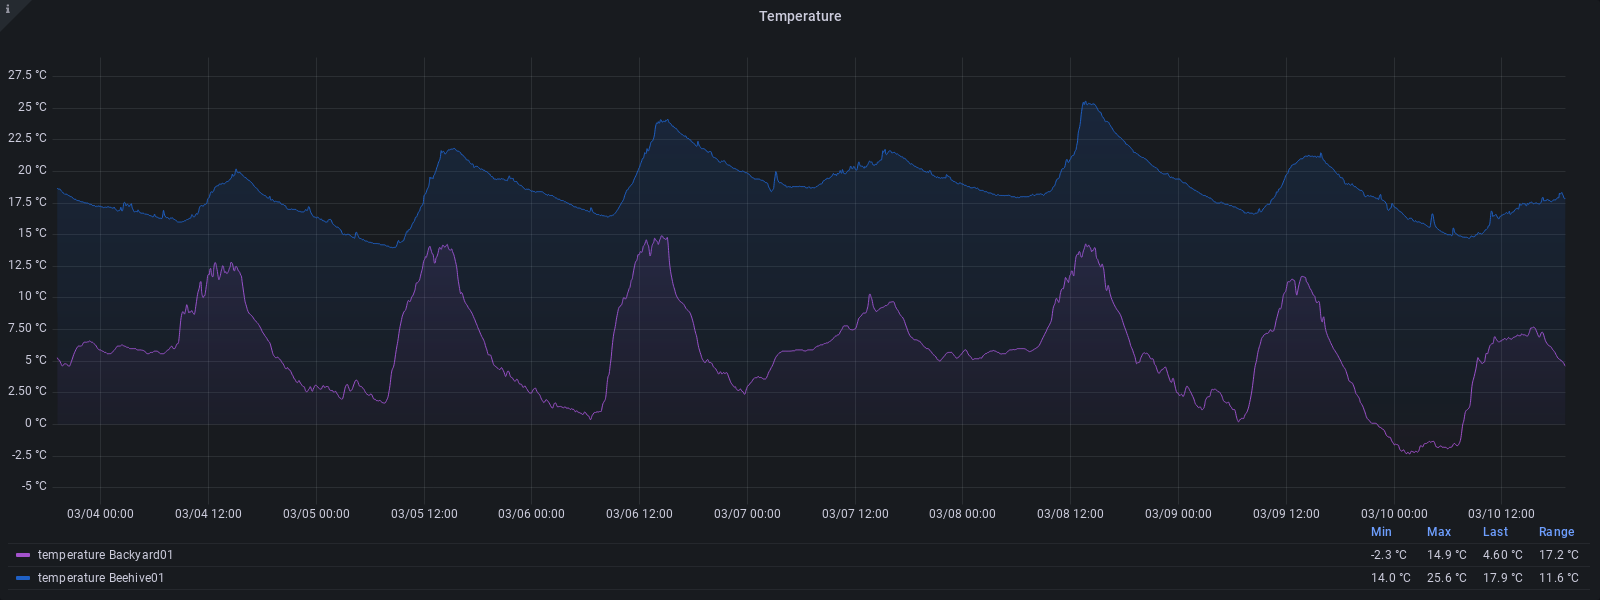 i
Temperature
27.5 °C
25 °C
22.5 °C
20 °C
17.5 °C
15 °C
12.5 °C
10 °C
7.50 °C
5 °C
2.50 °C
0 °C
-2.5 °C
-5 °C
03/04 00:00 03/04 12:00 03/05 00:00 03/05 12:00 03/06 00:00 03/06 12:00 03/07 00:00 03/07 12:00 03/08 00:00 03/08 12:00 03/09 00:00 03/09 12:00 03/10 00:00 03/10 12:00
Min Max Last Range
temperature Backyard01 -2.3 °C 14.9 °C 4.60 °C 17.2 °C
temperature Beehive01 14.0 °C 25.6 °C 17.9 °C 11.6 °C